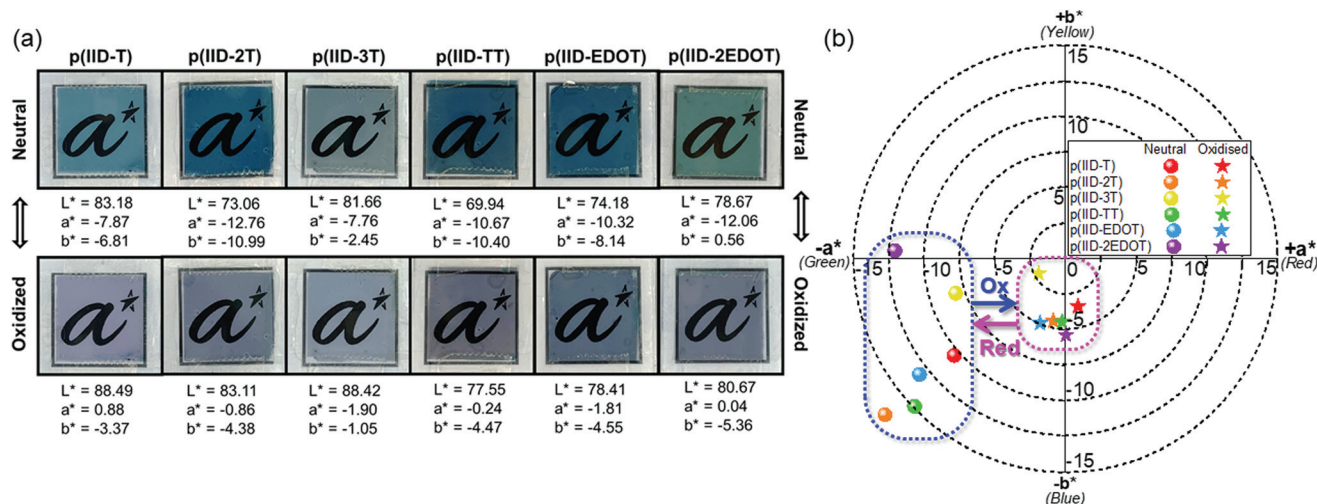 (a)
p(IID-T) p(IID-2T) p(IID-3T) p(IID-TT) p(IID-EDOT) p(IID-2EDOT)
Neutral
a* a* a* a* a* a*
Neutral
L* = 83.18 L* = 73.06 L* = 81.66 L* = 69.94 L* = 74.18 L* = 78.67
a* = -7.87 a* = -12.76 a* = -7.76 a* = -10.67 a* = -10.32 a* = -12.06
b* = -6.81 b* = -10.99 b* = -2.45 b* = -10.40 b* = -8.14 b* = 0.56
Oxidized
a* a* a* a* a* a*
Oxidized
L* = 88.49 L* = 83.11 L* = 88.42 L* = 77.55 L* = 78.41 L* = 80.67
a* = 0.88 a* = -0.86 a* = -1.90 a* = -0.24 a* = -1.81 a* = 0.04
b* = -3.37 b* = -4.38 b* = -1.05 b* = -4.47 b* = -4.55 b* = -5.36
(b)
+b*
(Yellow)
15
10
Neutral Oxidised
p(IID-T)
p(IID-2T)
p(IID-3T)
5
p(IID-TT)
p(IID-EDOT)
p(IID-2EDOT)
-a*
(Green)
-15 -10 -5 0 5 10 15
+a*
(Red)
Ox
Red
-5
-10
-15
-b*
(Blue)